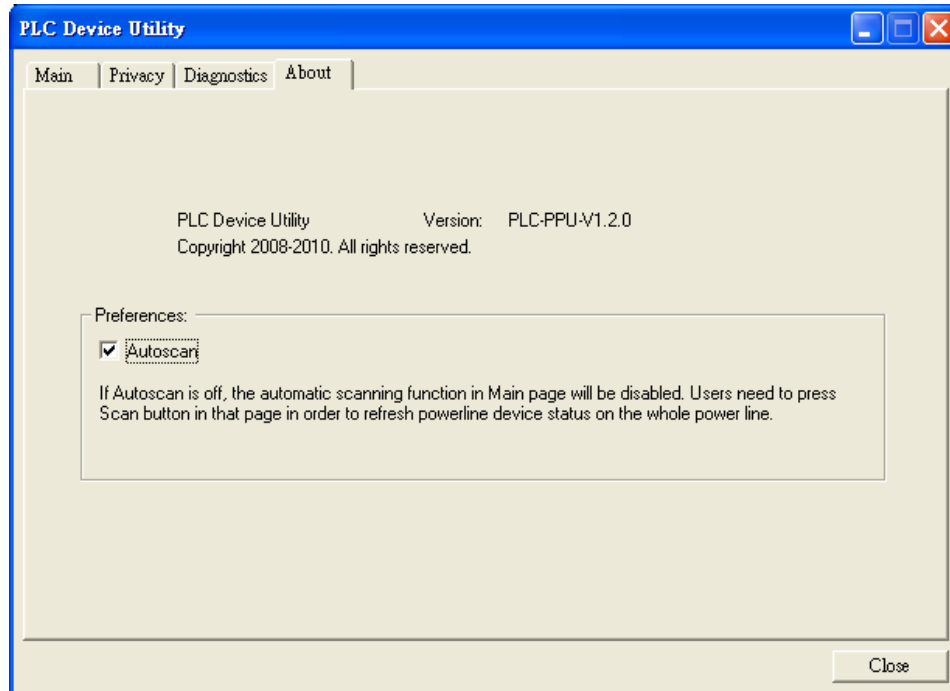 PLC Device Utility
Main Privacy Diagnostics About
PLC Device Utility Version: PLC-PPU-V1.2.0
Copyright 2008-2010. All rights reserved.
Preferences:
Autoscan
If Autoscan is off, the automatic scanning function in Main page will be disabled. Users need to press
Scan button in that page in order to refresh powerline device status on the whole power line.
Close